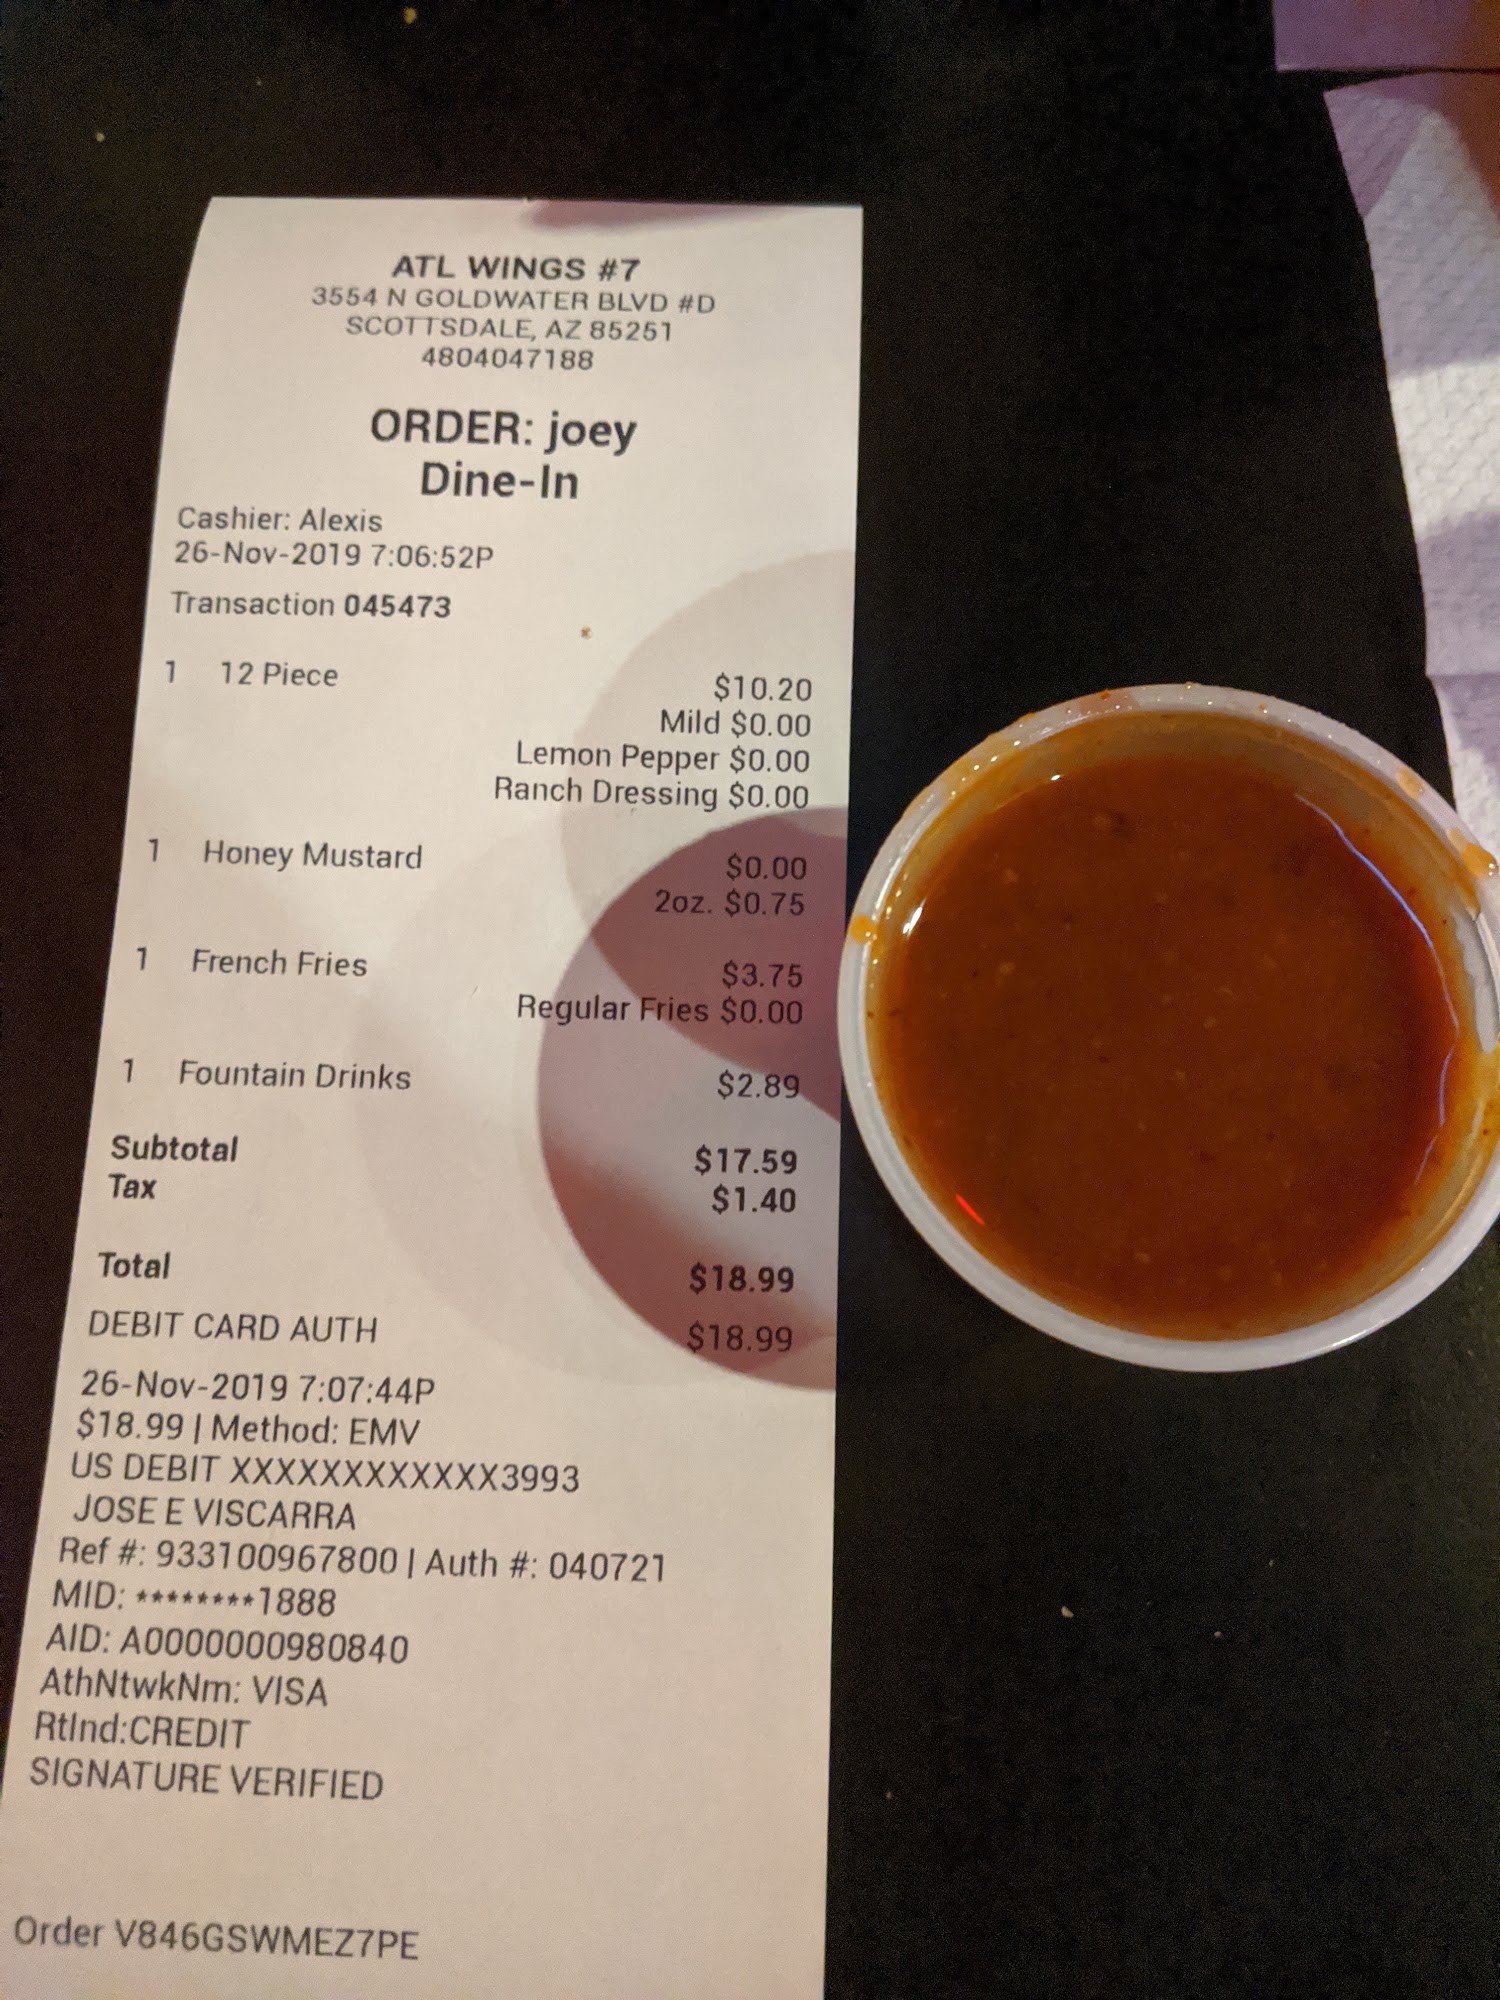 ATL WINGS #7
3554 N GOLDWATER BLVD #D
SCOTTSDALE, AZ 85251
4804047188
ORDER: joey
Dine-In
Cashier: Alexis
26-Nov-2019 7:06:52P
Transaction 045473
1 12 Piece $10.20
Mild $0.00
Lemon Pepper $0.00
Ranch Dressing $0.00
1 Honey Mustard $0.00
2oz. $0.75
1 French Fries $3.75
Regular Fries $0.00
1 Fountain Drinks $2.89
Subtotal $17.59
Tax $1.40
Total $18.99
DEBIT CARD AUTH $18.99
26-Nov-2019 7:07:44P
$18.99 | Method: EMV
US DEBIT XXXXXXXXXXXX3993
JOSE E VISCARRA
Ref #: 933100967800 | Auth #: 040721
MID: ********1888
AID: A0000000980840
AthNtwkNm: VISA
RtInd:CREDIT
SIGNATURE VERIFIED
Order V846GSWMEZ7PE